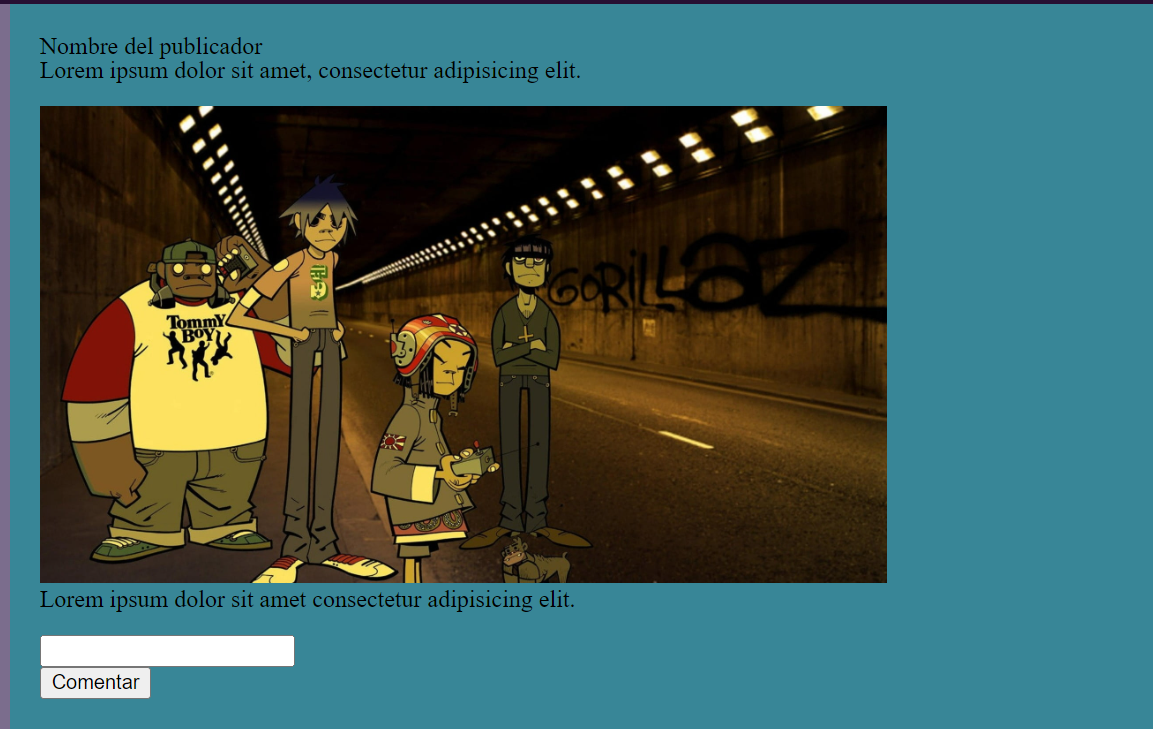 Nombre del publicador
Lorem ipsum dolor sit amet, consectetur adipisicing elit.
GORILLAZ
TOMMY
BOY
Lorem ipsum dolor sit amet consectetur adipisicing elit.
Comentar